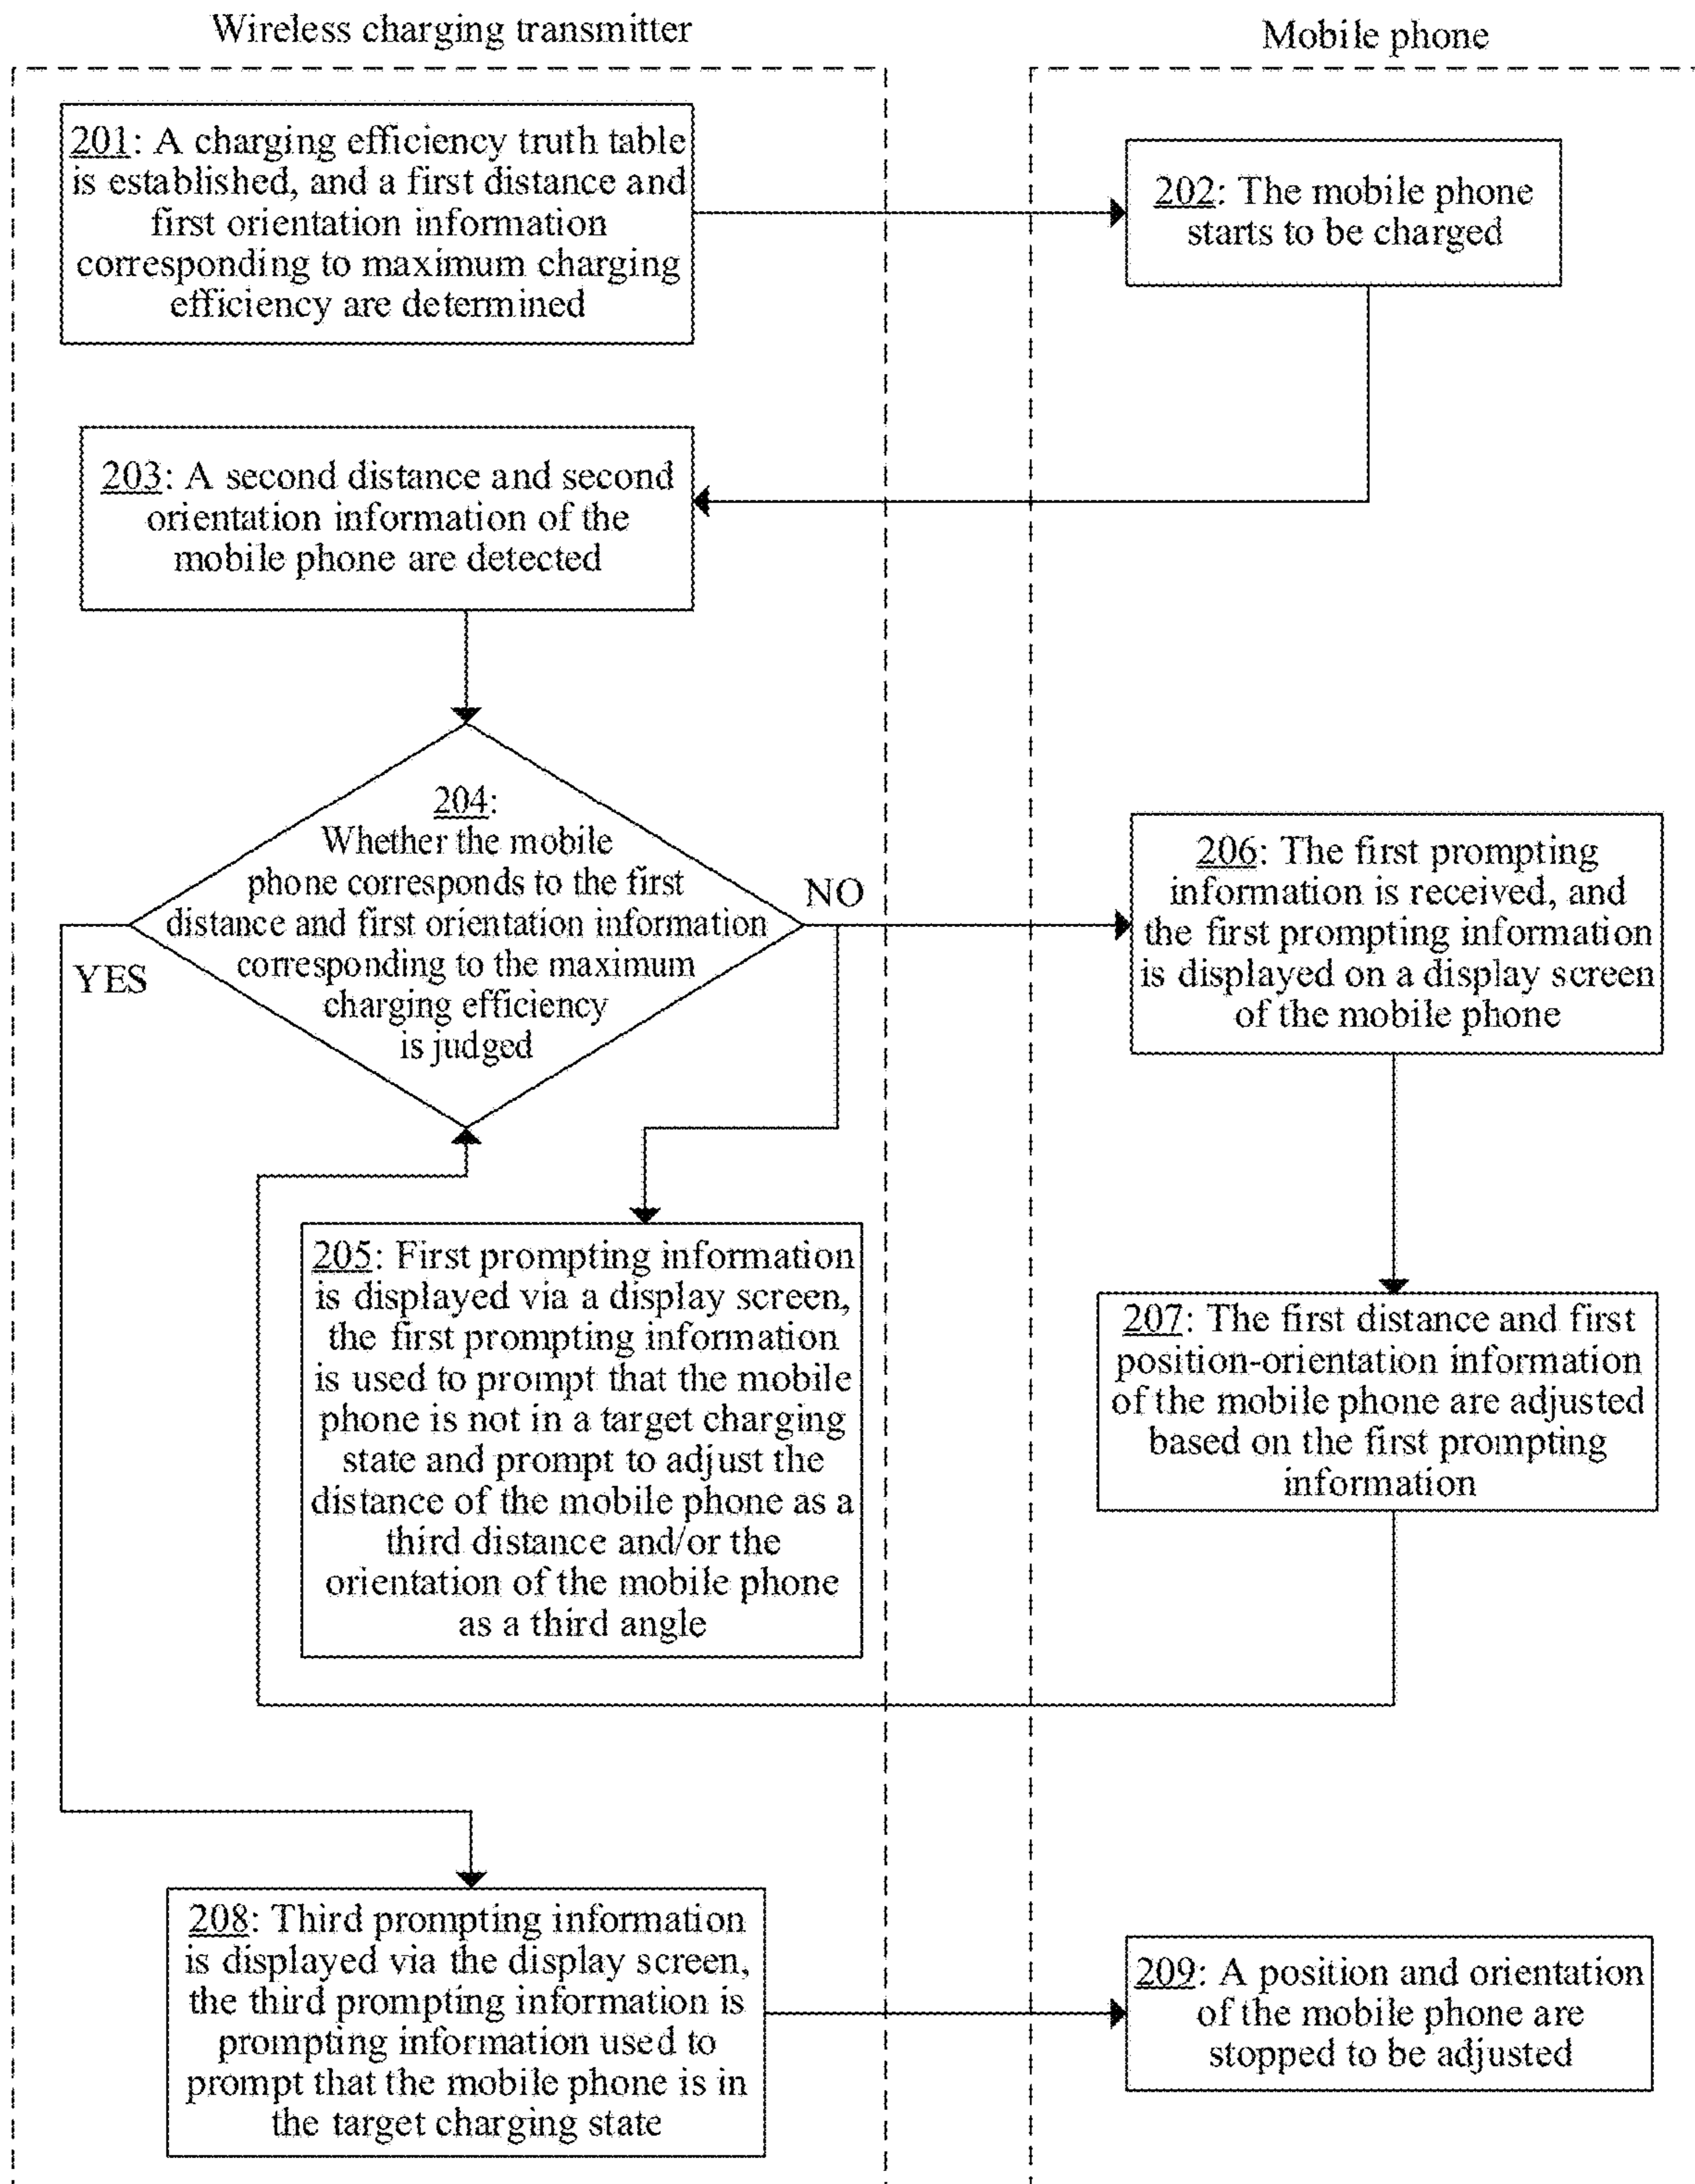 Wireless charging transmitter
Mobile phone
201: A charging efficiency truth table
is established, and a first distance and
first orientation information
corresponding to maximum charging
efficiency are determined
202: The mobile phone
starts to be charged
203: A second distance and second
orientation information of the
mobile phone are detected
204:
Whether the mobile
phone corresponds to the first
distance and first orientation information
corresponding to the maximum
charging efficiency
is judged
NO
YES
206: The first prompting
information is received, and
the first prompting information
is displayed on a display screen
of the mobile phone
205: First prompting information
is displayed via a display screen,
the first prompting information
is used to prompt that the mobile
phone is not in a target charging
state and prompt to adjust the
distance of the mobile phone as a
third distance and/or the
orientation of the mobile phone
as a third angle
207: The first distance and first
position-orientation information
of the mobile phone are adjusted
based on the first prompting
information
208: Third prompting information
is displayed via the display screen,
the third prompting information is
prompting information used to
prompt that the mobile phone is in
the target charging state
209: A position and orientation
of the mobile phone are
stopped to be adjusted